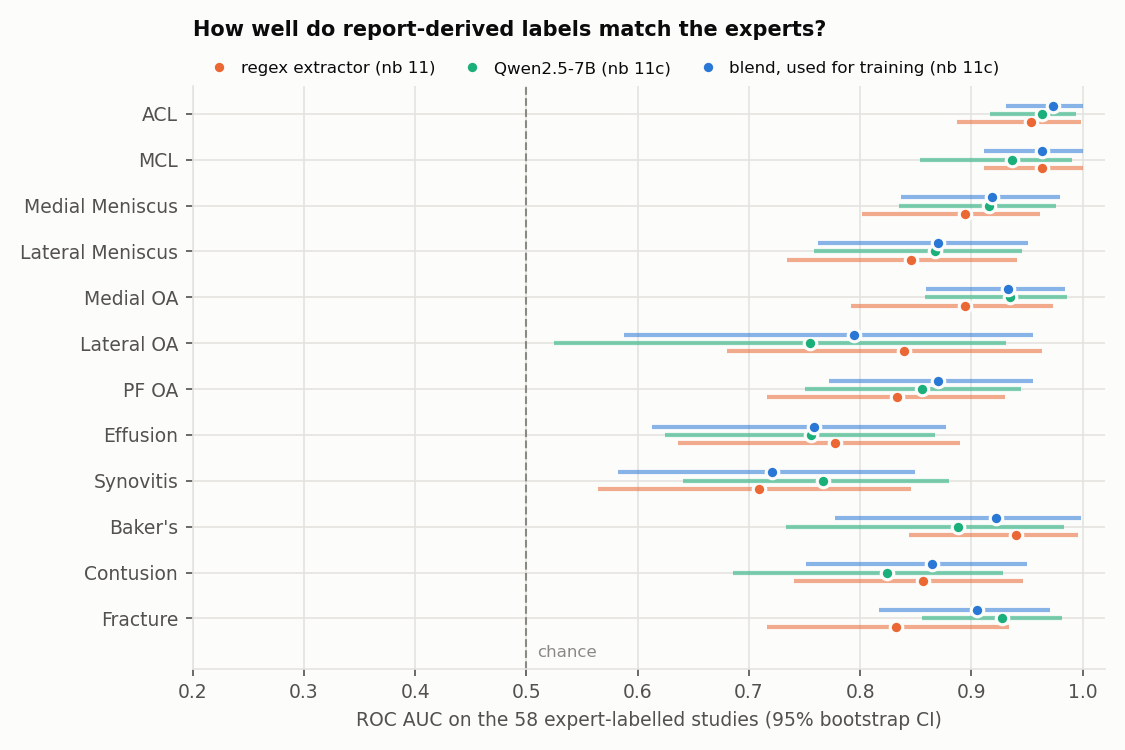 How well do report-derived labels match the experts?
regex extractor (nb 11)
Qwen2.5-7B (nb 11c)
blend, used for training (nb 11c)
ACL
MCL
Medial Meniscus
Lateral Meniscus
Medial OA
Lateral OA
PF OA
Effusion
Synovitis
Baker's
Contusion
Fracture
chance
0.2 0.3 0.4 0.5 0.6 0.7 0.8 0.9 1.0
ROC AUC on the 58 expert-labelled studies (95% bootstrap CI)